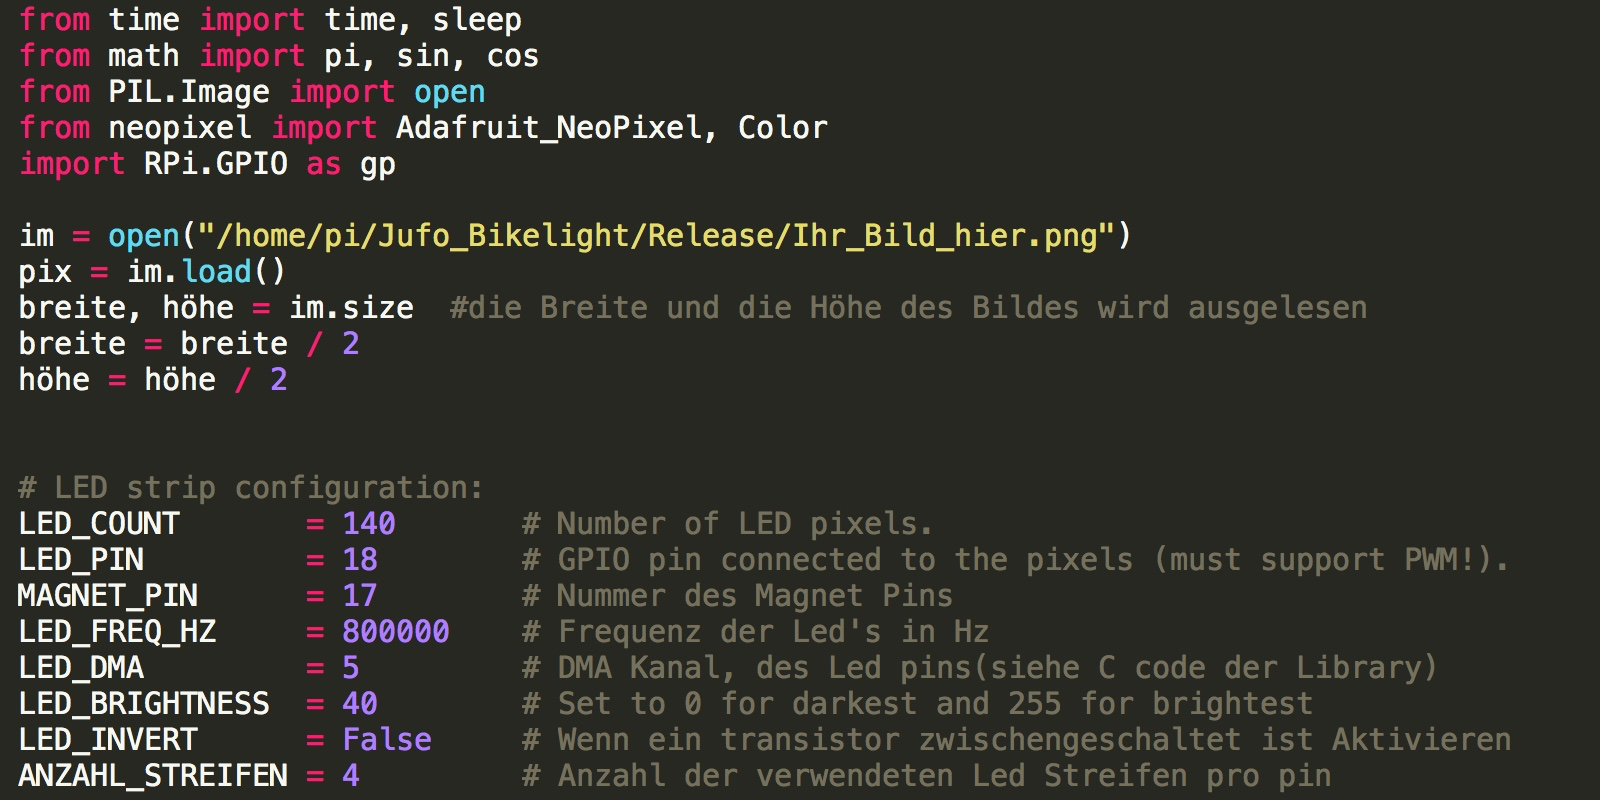 from time import time, sleep
from math import pi, sin, cos
from PIL.Image import open
from neopixel import Adafruit_NeoPixel, Color
import RPi.GPIO as gp
im = open("/home/pi/Jufo_Bikelight/Release/Ihr_Bild_hier.png")
pix = im.load()
breite, höhe = im.size  #die Breite und die Höhe des Bildes wird ausgelesen
breite = breite / 2
höhe = höhe / 2
# LED strip configuration:
LED_COUNT       = 140       # Number of LED pixels.
LED_PIN         = 18        # GPIO pin connected to the pixels (must support PWM!).
MAGNET_PIN      = 17        # Nummer des Magnet Pins
LED_FREQ_HZ     = 800000    # Frequenz der Led's in Hz
LED_DMA         = 5         # DMA Kanal, des Led pins(siehe C code der Library)
LED_BRIGHTNESS  = 40        # Set to 0 for darkest and 255 for brightest
LED_INVERT      = False     # Wenn ein transistor zwischengeschaltet ist Aktivieren
ANZAHL_STREIFEN = 4         # Anzahl der verwendeten Led Streifen pro pin